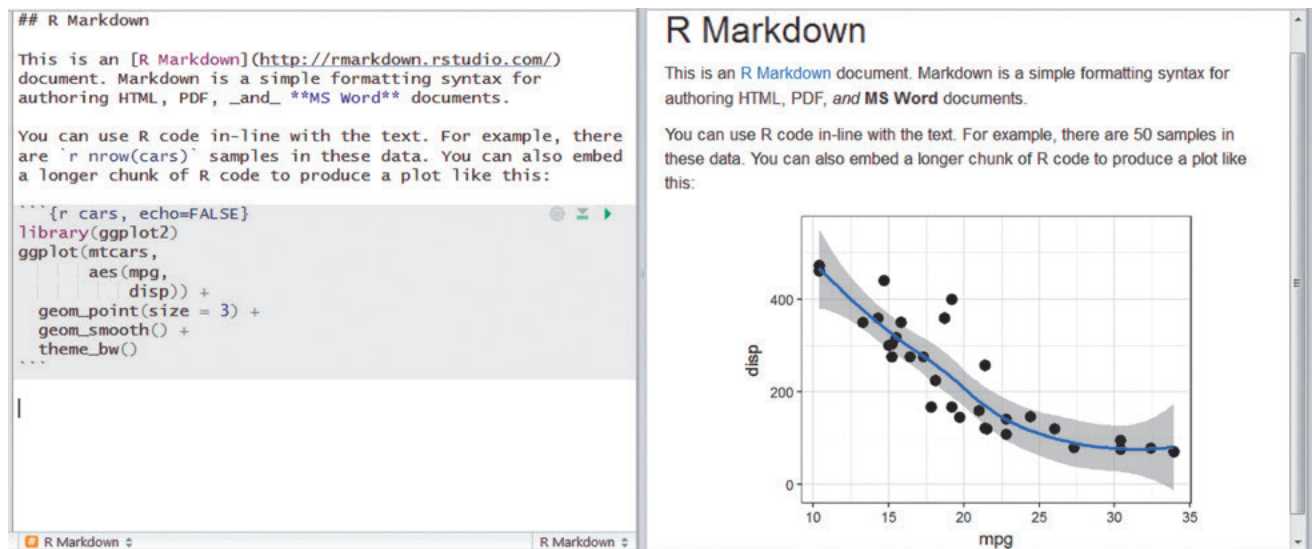 ## R Markdown
This is an [R Markdown](http://rmarkdown.rstudio.com/)
document. Markdown is a simple formatting syntax for
authoring HTML, PDF, _and_ **MS Word** documents.
You can use R code in-line with the text. For example, there
are `r nrow(cars)` samples in these data. You can also embed
a longer chunk of R code to produce a plot like this:
```{r cars, echo=FALSE}
library(ggplot2)
ggplot(mtcars,
aes(mpg,
disp)) +
geom_point(size = 3) +
geom_smooth() +
theme_bw()
```
R Markdown
R Markdown
R Markdown
This is an R Markdown document. Markdown is a simple formatting syntax for
authoring HTML, PDF, and MS Word documents.
You can use R code in-line with the text. For example, there are 50 samples in
these data. You can also embed a longer chunk of R code to produce a plot like
this:
400
200
0
disp
10 15 20 25 30 35
mpg